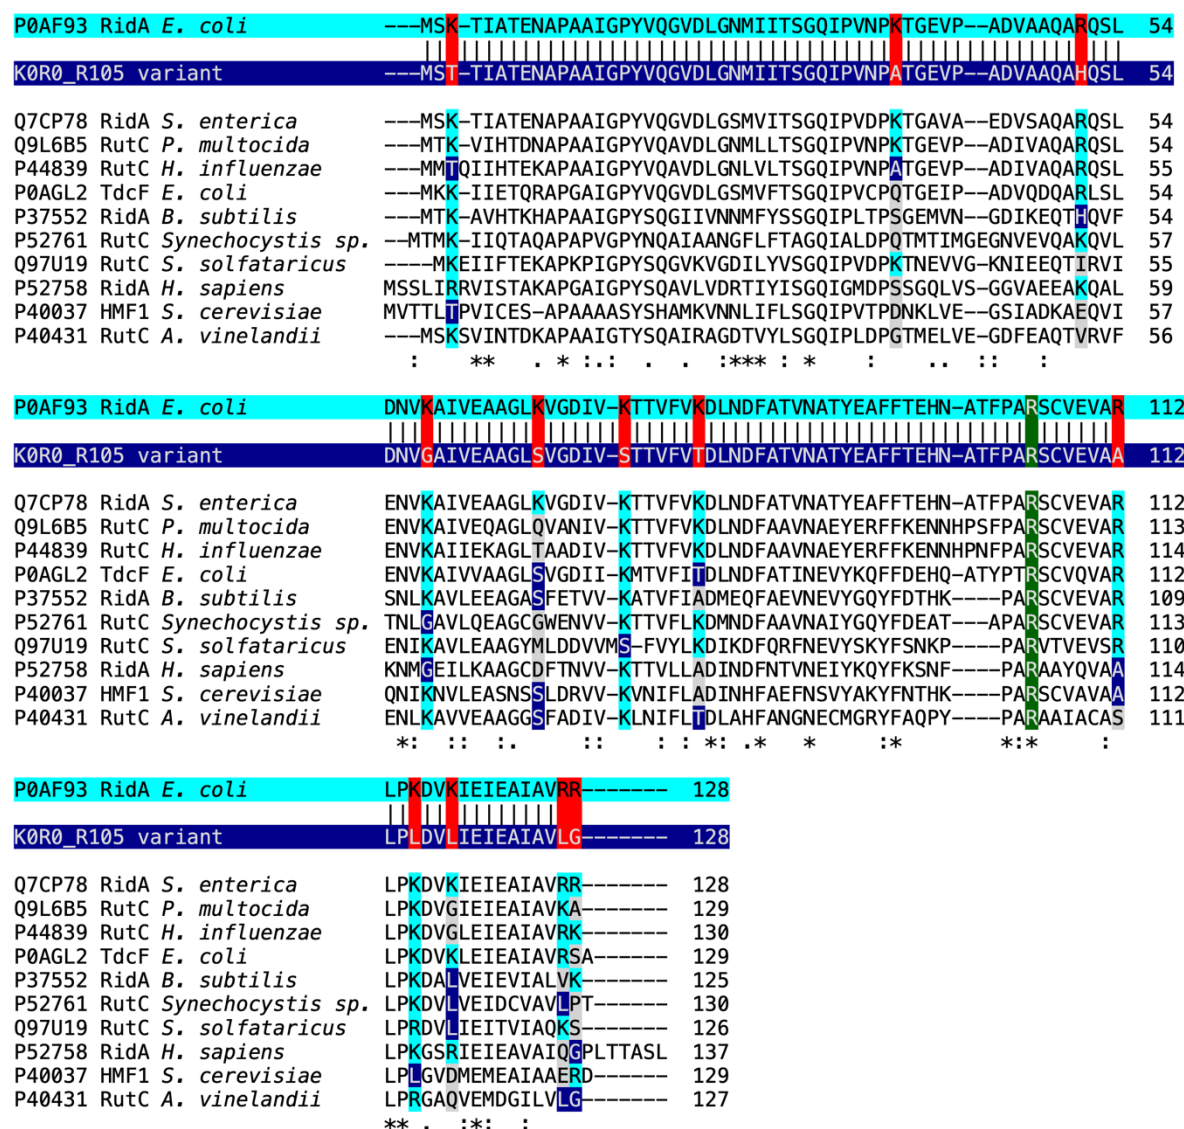 P0AF93 RidA E. coli ---MSK-TIATENAPAAIGPYVQGVDLGNMIITSGQIPVNPKTGEVP--ADVAAQARQSL 54
K0R0_R105 variant ---MST-TIATENAPAAIGPYVQGVDLGNMIITSGQIPVNPATGEVP--ADVAAQAHQSL 54
Q7CP78 RidA S. enterica ---MSK-TIATENAPAAIGPYVQGVDLGSMVITSGQIPVDPKTGAVA--EDVSAQARQSL 54
Q9L6B5 RutC P. multocida ---MTK-VIHTDNAPAAIGPYVQAVDLGNMLLTSGQIPVNPKTGEVP--ADIVAQARQSL 54
P44839 RutC H. influenzae ---MMTQIIHTEKAPAAIGPYVQAVDLGNLVLTSGQIPVNPATGEVP--ADIVAQARQSL 55
P0AGL2 TdcF E. coli ---MKK-IIETQRAPGAIGPYVQGVDLGSMVFTSGQIPVCPQTGEIP--ADVQDQARLSL 54
P37552 RidA B. subtilis ---MTK-AVHTKHAPAAIGPYSQGIIVNNMFYSSGQIPLTPSGEMVN--GDIKEQTHQVF 54
P52761 RutC Synechocystis sp. --MTMK-IIQTAQAPAPVGPYNQAIAANGFLFTAGQIALDPQTMTIMGEGNVEVQAKQVL 57
Q97U19 RutC S. solfataricus ----MKEIIFTEKAPKPIGPYSQGVKVGDILYVSGQIPVDPKTNEVVG-KNIEEQTIRVI 55
P52758 RidA H. sapiens MSSLIRRVISTAKAPGAIGPYSQAVLVDRTIYISGQIGMDPSSGQLVS-GGVAEEAKQAL 59
P40037 HMF1 S. cerevisiae MVTTLTPVICES-APAAAASYSHAMKVNNLIFLSGQIPVTPDNKLVE--GSIADKAEQVI 57
P40431 RutC A. vinelandii ---MSKSVINTDKAPAAIGTYSQAIRAGDTVYLSGQIPLDPGTMELVE-GDFEAQTVRVF 56
: ** . * :.: . . :*** : * : .. :: :
P0AF93 RidA E. coli DNVKAIVEAAGLKVGDIV-KTTVFVKDLNDFATVNATYEAFFTEHN-ATFPARSCVEVAR 112
K0R0_R105 variant DNVGAIVEAAGLSVGDIV-STTVFVTDLNDFATVNATYEAFFTEHN-ATFPARSCVEVAA 112
Q7CP78 RidA S. enterica ENVKAIVEAAGLKVGDIV-KTTVFVKDLNDFATVNATYEAFFTEHN-ATFPARSCVEVAR 112
Q9L6B5 RutC P. multocida ENVKAIVEQAGLQVANIV-KTTVFVKDLNDFAAVNAEYERFFKENNHPSFPARSCVEVAR 113
P44839 RutC H. influenzae ENVKAIIEKAGLTAADIV-KTTVFVKDLNDFAAVNAEYERFFKENNHPNFPARSCVEVAR 114
P0AGL2 TdcF E. coli ENVKAIVVAAGLSVGDII-KMTVFITDLNDFATINEVYKQFFDEHQ-ATYPTRSCVQVAR 112
P37552 RidA B. subtilis SNLKAVLEEAGASFETVV-KATVFIADMEQFAEVNEVYGQYFDTHK----PARSCVEVAR 109
P52761 RutC Synechocystis sp. TNLGAVLQEAGCGWENVV-KTTVFLKDMNDFAAVNAIYGQYFDEAT---APARSCVEVAR 113
Q97U19 RutC S. solfataricus ENIKAVLEAAGYMLDDVVMS-FVYLKDIKDFQRFNEVYSKYFSNKP----PARVTVEVSR 110
P52758 RidA H. sapiens KNMGEILKAAGCDFTNVV-KTTVLLADINDFNTVNEIYKQYFKSNF----PARAAYQVAA 114
P40037 HMF1 S. cerevisiae QNIKNVLEASNSSLDRVV-KVNIFLADINHFAEFNSVYAKYFNTHK----PARSCVAVAA 112
P40431 RutC A. vinelandii ENLKAVVEAAGGSFADIV-KLNIFLTDLAHFANGNECMGRYFAQPY----PARAAIACAS 111
*: :: :. :: : : *: .* * :* *:* :
P0AF93 RidA E. coli LPKDVKIEIEAIAVRR------- 128
K0R0_R105 variant LPLDVLIEIEAIAVLG------- 128
Q7CP78 RidA S. enterica LPKDVKIEIEAIAVRR------- 128
Q9L6B5 RutC P. multocida LPKDVGIEIEAIAVKA------- 129
P44839 RutC H. influenzae LPKDVGLEIEAIAVRK------- 130
P0AGL2 TdcF E. coli LPKDVKLEIEAIAVRSA------ 129
P37552 RidA B. subtilis LPKDALVEIEVIALVK------- 125
P52761 RutC Synechocystis sp. LPKDVLVEIDCVAVLPT------ 130
Q97U19 RutC S. solfataricus LPRDVLIEITVIAQKS------- 126
P52758 RidA H. sapiens LPKGSRIEIEAVAIQGPLTTASL 137
P40037 HMF1 S. cerevisiae LPLGVDMEMEAIAAERD------ 129
P40431 RutC A. vinelandii LPRGAQVEMDGILVLG------- 127
** . :*: :